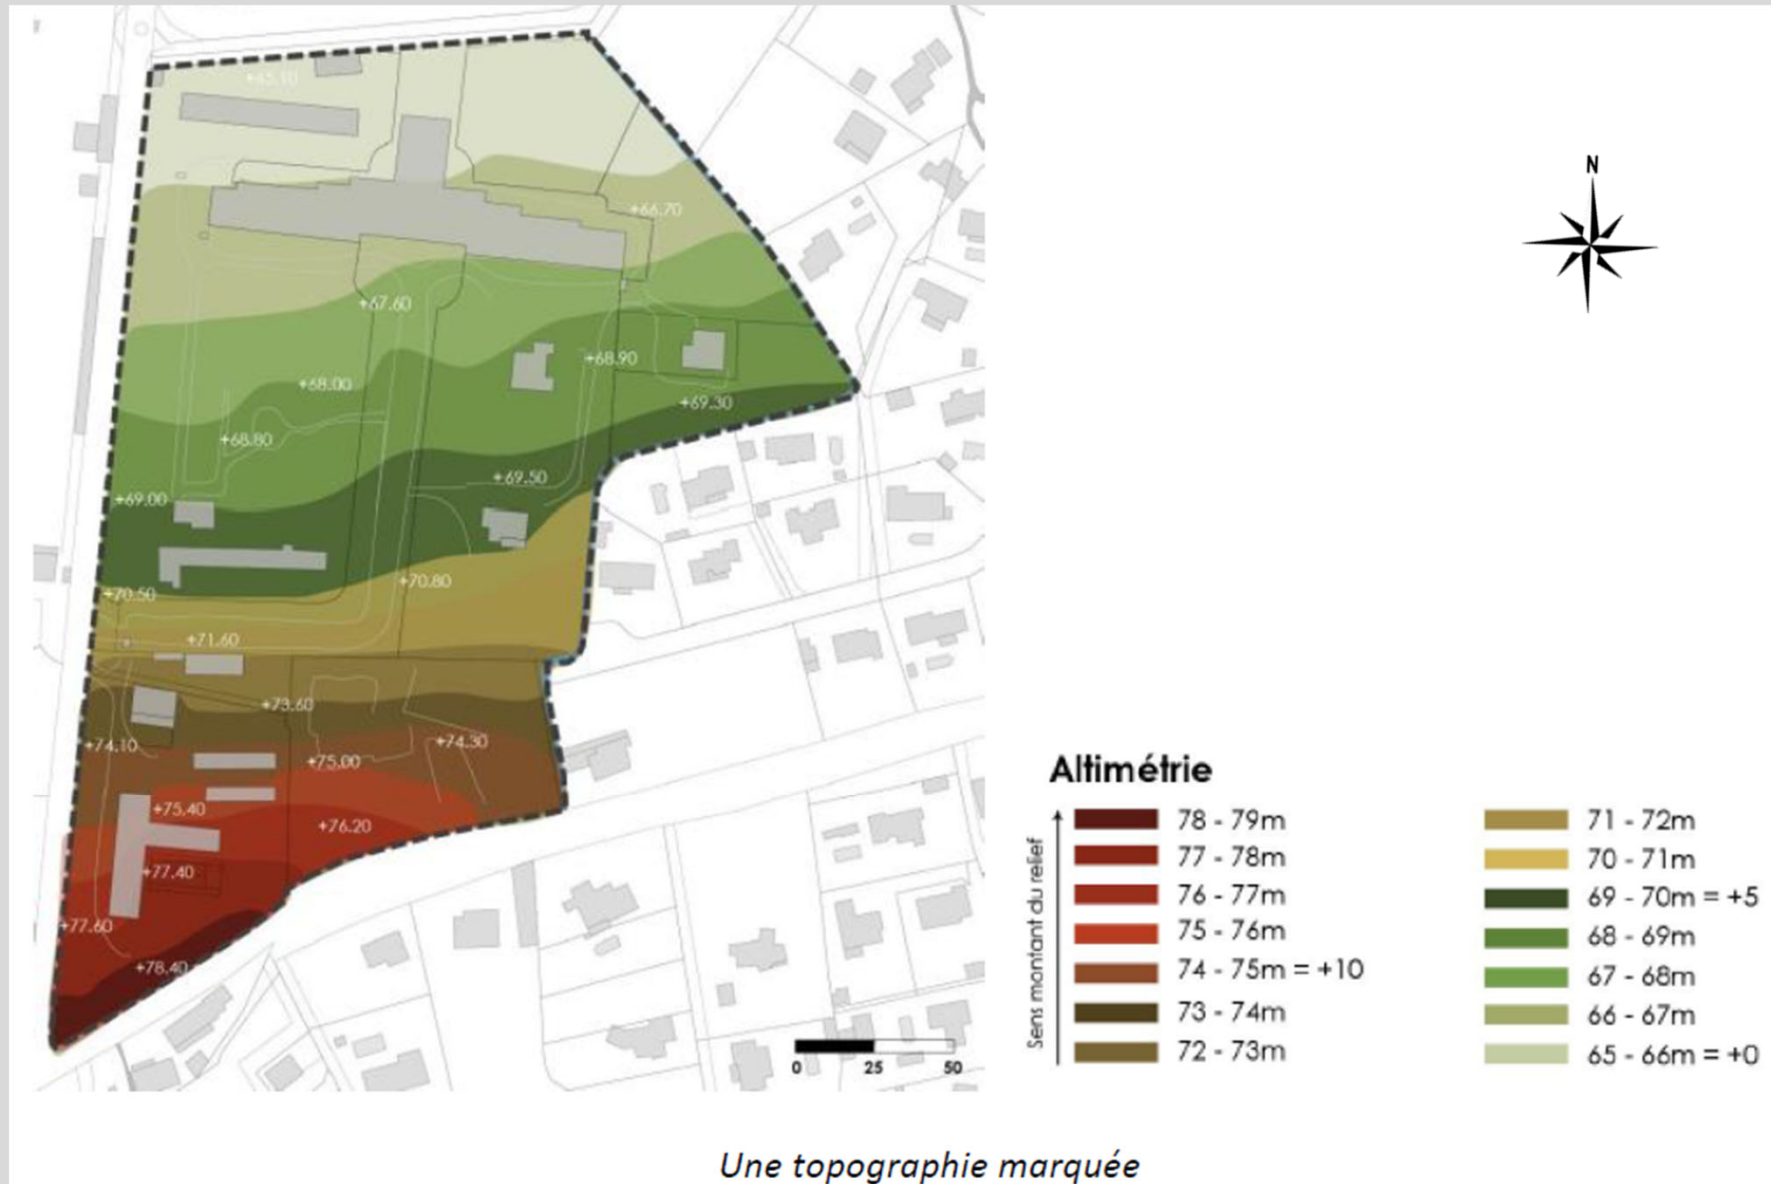 +65.10
N
+66.70
+67.60
+68.90
+68.00
+69.30
+68.80
+69.50
+69.00
+70.80
+70.50
+71.60
+73.60
+74.10
+74.30
+75.00
+75.40
+76.20
+77.40
+77.60
+78.40
0 25 50
Altimétrie
Sens montant du relief
78 - 79m
77 - 78m
76 - 77m
75 - 76m
74 - 75m = +10
73 - 74m
72 - 73m
71 - 72m
70 - 71m
69 - 70m = +5
68 - 69m
67 - 68m
66 - 67m
65 - 66m = +0
Une topographie marquée